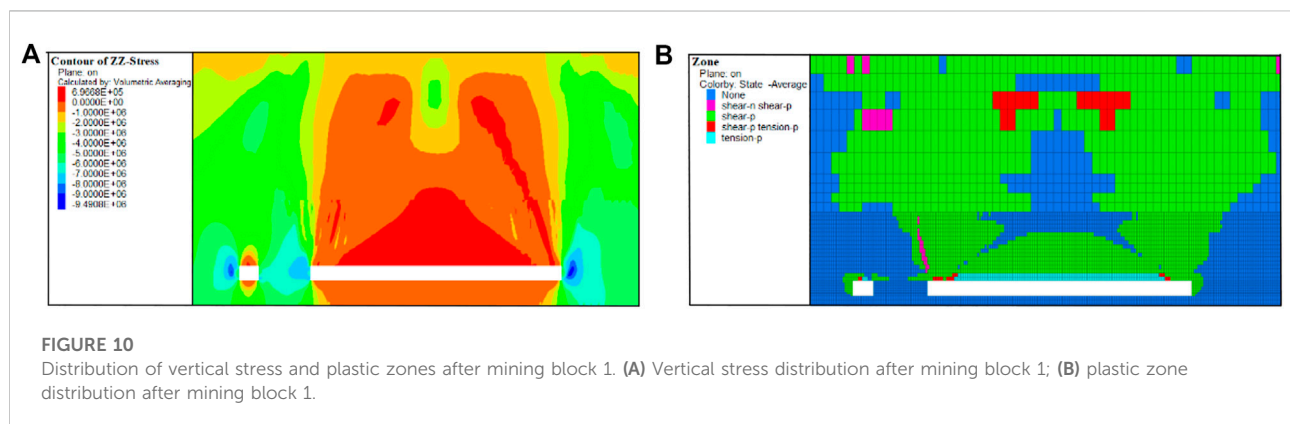 A
Contour of ZZ-Stress
Plane: on
Calculated by: Volumetric Averaging
6.9668E+05
0.0000E+00
-1.0000E+06
-2.0000E+06
-3.0000E+06
-4.0000E+06
-5.0000E+06
-6.0000E+06
-7.0000E+06
-8.0000E+06
-9.0000E+06
-9.4908E+06
B
Zone
Plane: on
Colorby: State -Average
None
shear-n shear-p
shear-p
shear-p tension-p
tension-p
FIGURE 10
Distribution of vertical stress and plastic zones after mining block 1. (A) Vertical stress distribution after mining block 1; (B) plastic zone
distribution after mining block 1.